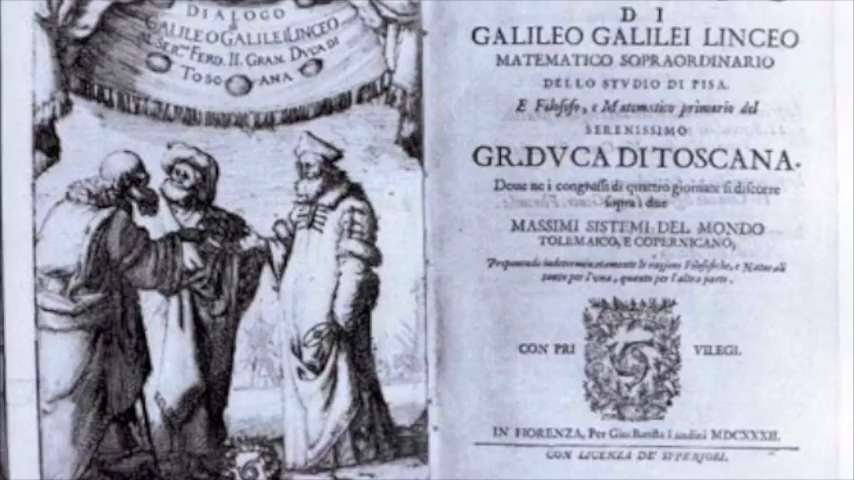 DIALOGO
DI
GALILEO GALILEI LINCEO
AL SER.mo FERD. II. GRAN. DVCA DI
TOSCANA
DI
GALILEO GALILEI LINCEO
MATEMATICO SOPRAORDINARIO
DELLO STVDIO DI PISA.
E Filosofo, e Matematico primario del
SERENISSIMO
GR. DVCA DI TOSCANA.
Doue ne i congressi di quattro giornate si discorre
sopra i due
MASSIMI SISTEMI DEL MONDO
TOLEMAICO, E COPERNICANO;
Proponendo indeterminatamente le ragioni Filosofiche, e Naturali
tanto per l'vna, quanto per l'altra parte.
CON PRI VILEGI.
IN FIORENZA, Per Gio: Batista Landini MDCXXXII.
CON LICENZA DE' SVPERIORI.